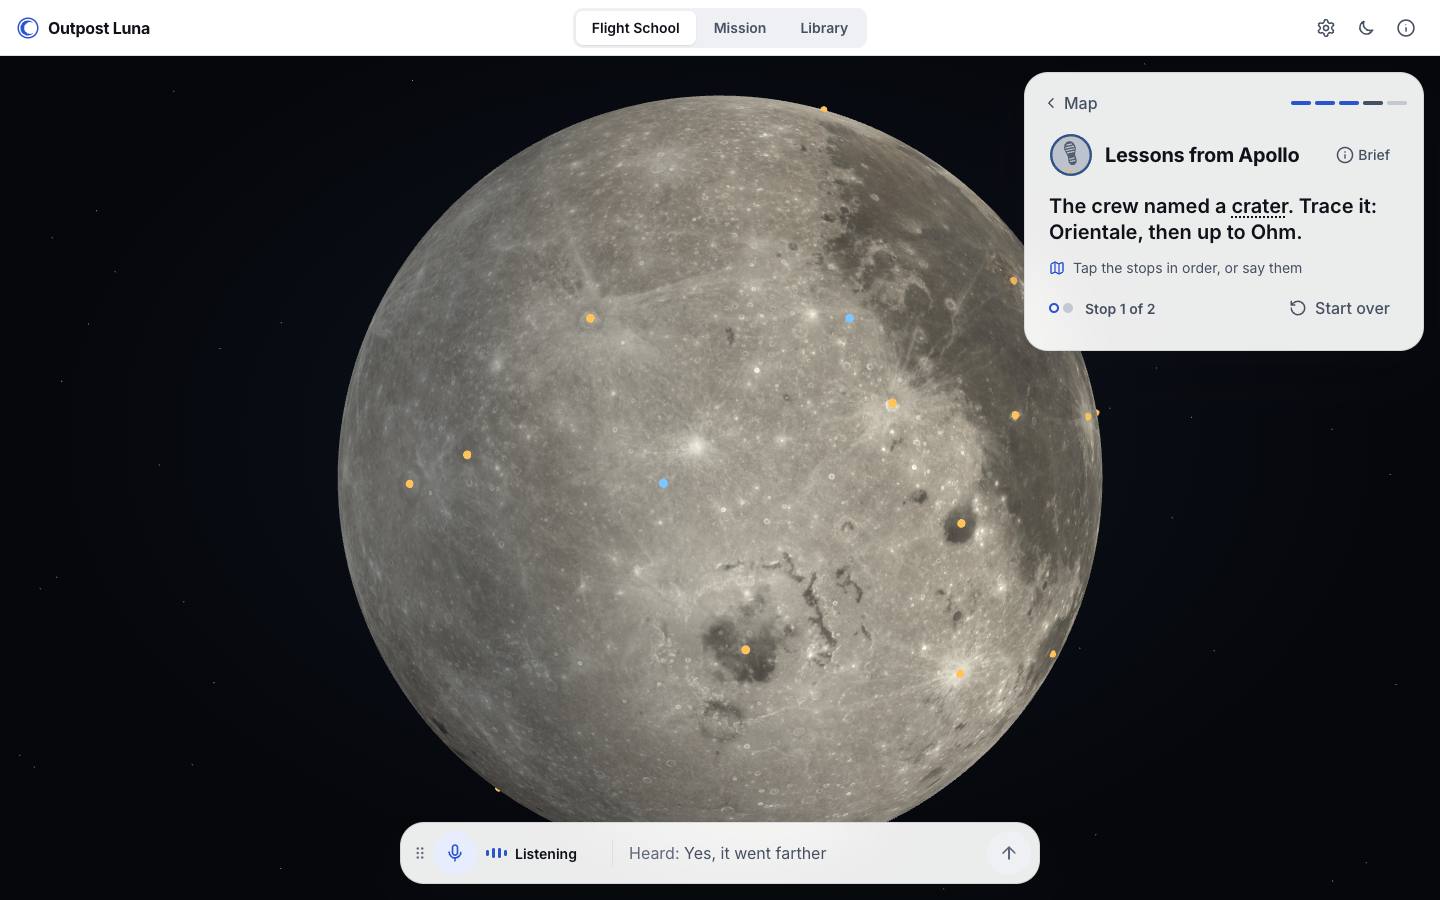 Outpost Luna
Flight School
Mission
Library
Map
Lessons from Apollo
Brief
The crew named a crater. Trace it:
Orientale, then up to Ohm.
Tap the stops in order, or say them
Stop 1 of 2
Start over
Listening
Heard: Yes, it went farther